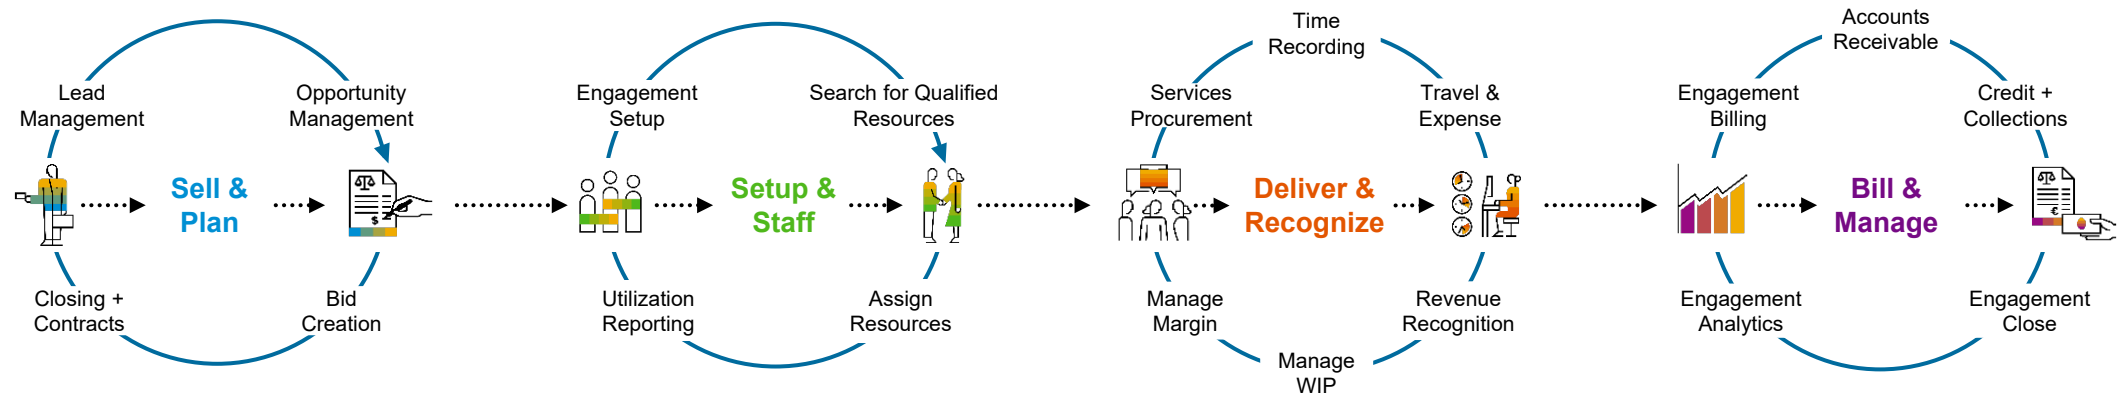 Lead
Management
Opportunity
Management
Sell &
Plan
$
Closing +
Contracts
Bid
Creation
Engagement
Setup
Search for Qualified
Resources
Setup &
Staff
Utilization
Reporting
Assign
Resources
Time
Recording
Services
Procurement
Travel &
Expense
Deliver &
Recognize
Manage
Margin
Revenue
Recognition
Manage
WIP
Accounts
Receivable
Engagement
Billing
Credit +
Collections
Bill &
Manage
€
Engagement
Analytics
Engagement
Close